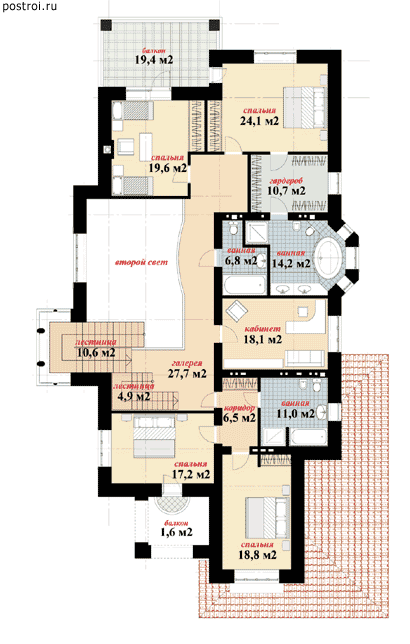 postroi.ru
балкон
19,4 м2
спальня
24,1 м2
спальня
19,6 м2
гардероб
10,7 м2
второй свет
ванная
6,8 м2
ванная
14,2 м2
лестница
10,6 м2
кабинет
18,1 м2
галерея
27,7 м2
лестница
4,9 м2
каридор
6,5 м2
ванная
11,0 м2
спальня
17,2 м2
балкон
1,6 м2
спальня
18,8 м2